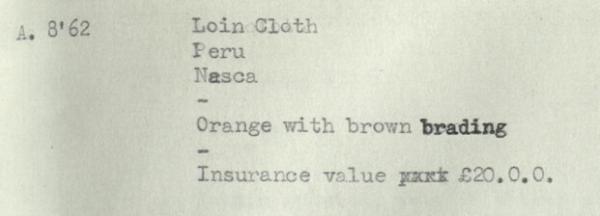 A. 8'62 Loin Cloth
Peru
Nasca
-
Orange with brown brading
-
Insurance value £20.0.0.